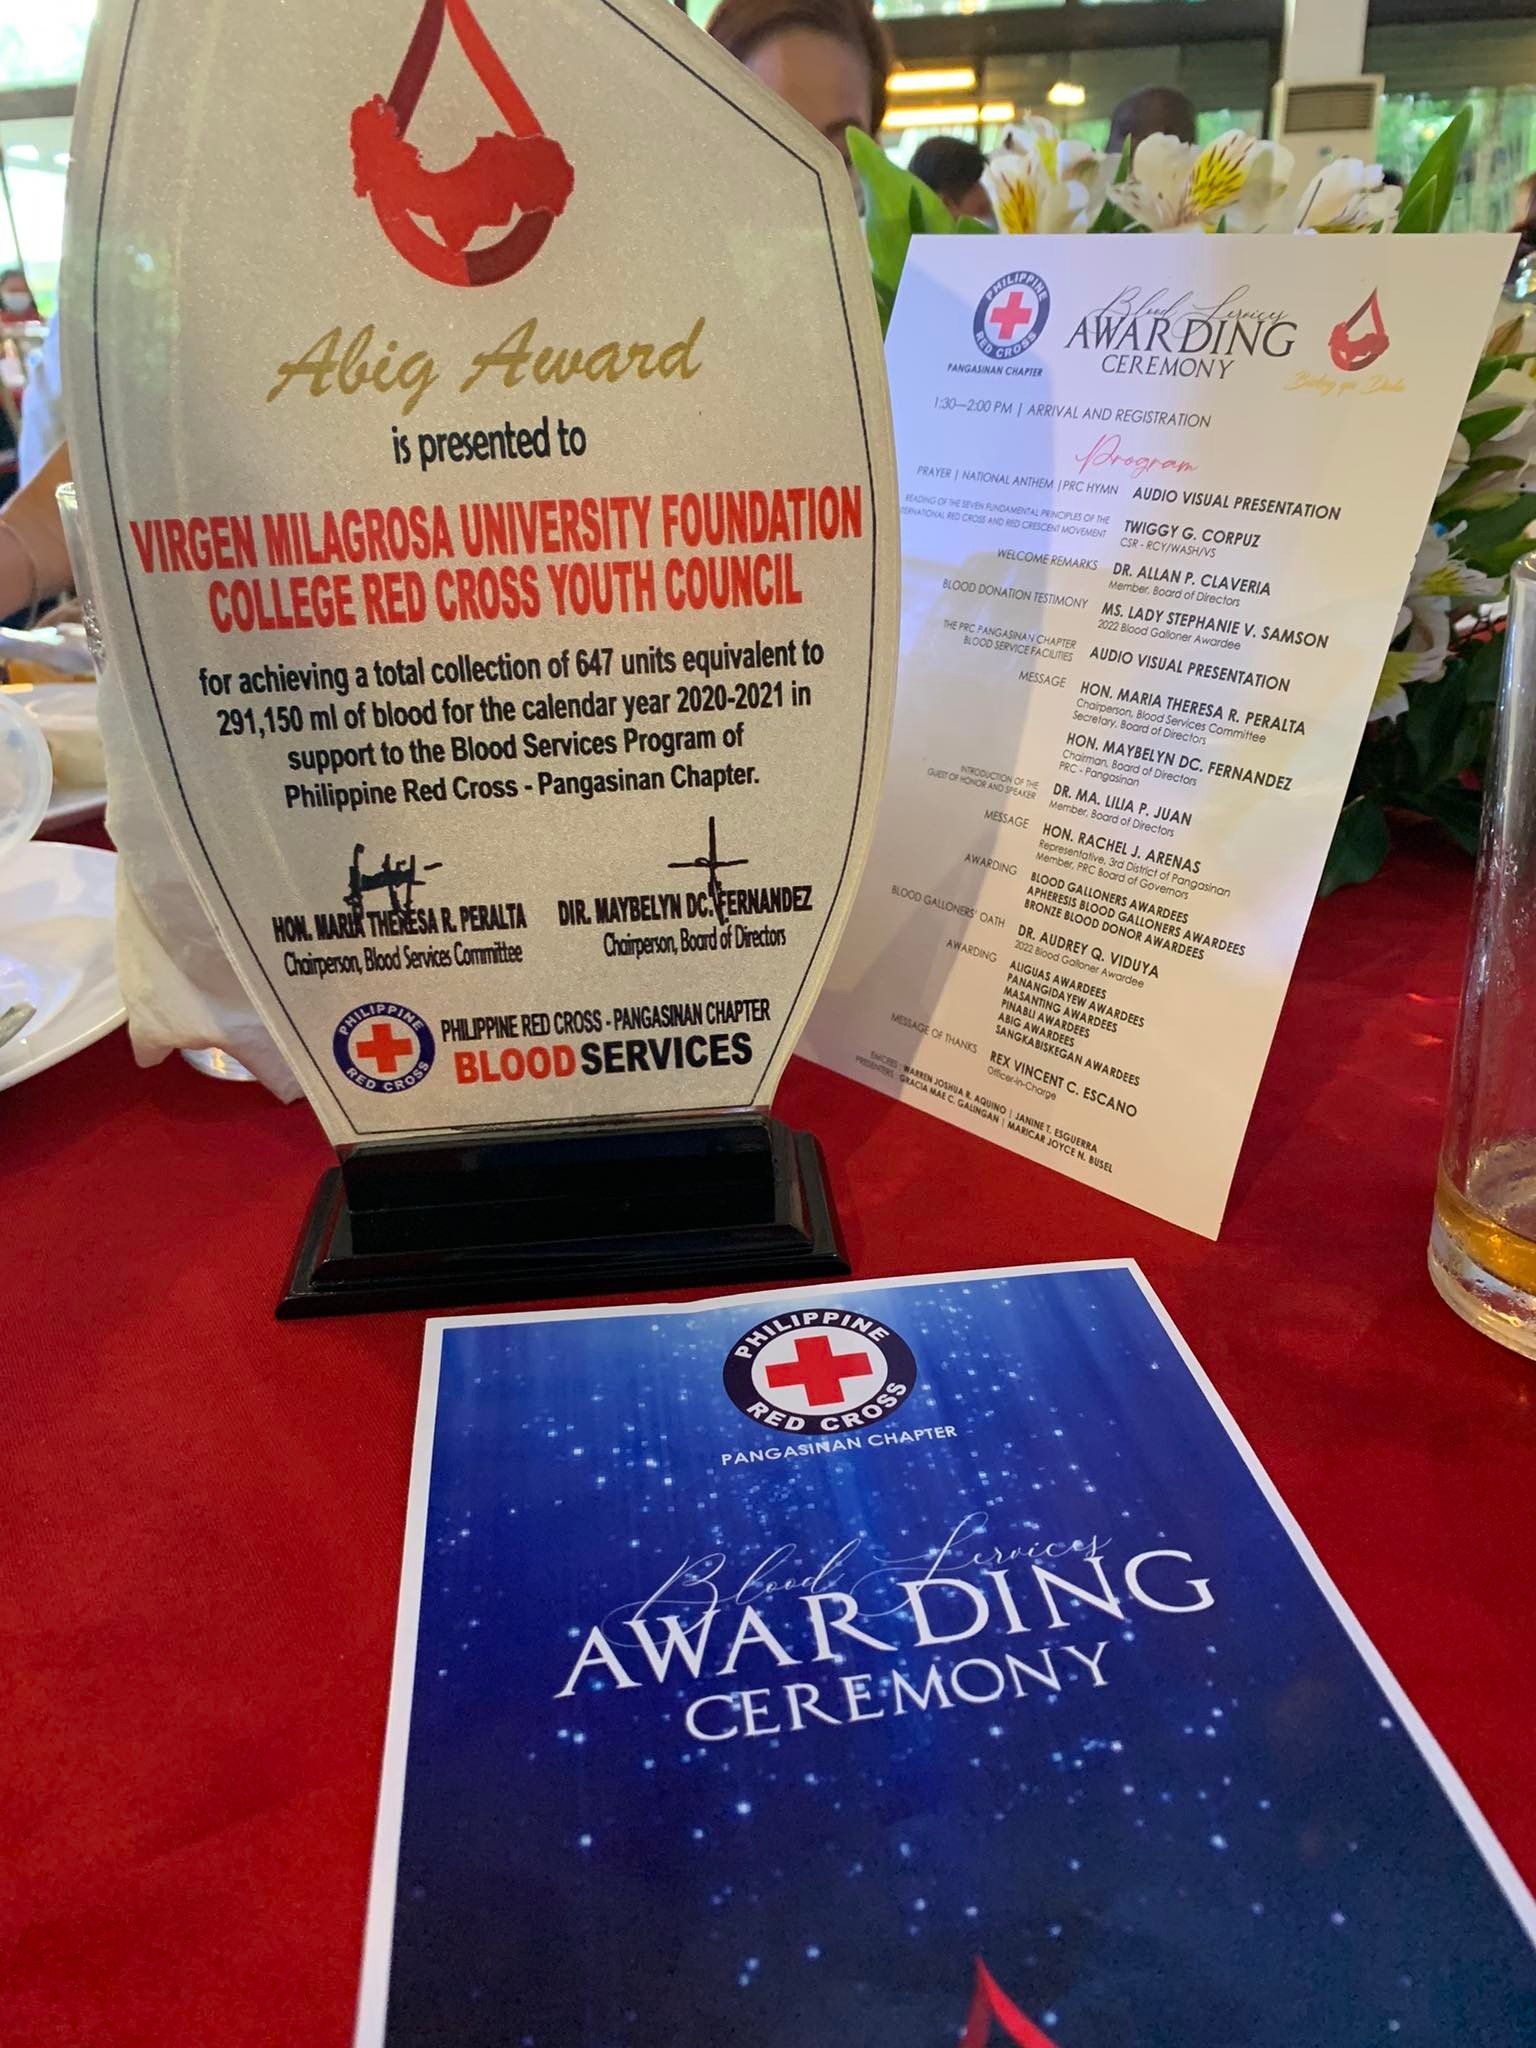 Abig Award
is presented to
VIRGEN MILAGROSA UNIVERSITY FOUNDATION
COLLEGE RED CROSS YOUTH COUNCIL
for achieving a total collection of 647 units equivalent to
291,150 ml of blood for the calendar year 2020-2021 in
support to the Blood Services Program of
Philippine Red Cross - Pangasinan Chapter.
HON. MARIA THERESA R. PERALTA
Chairperson, Blood Services Committee
DIR. MAYBELYN DC. FERNANDEZ
Chairperson, Board of Directors
PHILIPPINE RED CROSS
PHILIPPINE RED CROSS - PANGASINAN CHAPTER
BLOOD SERVICES
PHILIPPINE RED CROSS
PANGASINAN CHAPTER
Blood Services
AWARDING
CEREMONY
1:30—2:00 PM | ARRIVAL AND REGISTRATION
Program
PRAYER | NATIONAL ANTHEM |PRC HYMN AUDIO VISUAL PRESENTATION
READING OF THE SEVEN FUNDAMENTAL PRINCIPLES OF THE
INTERNATIONAL RED CROSS AND RED CRESCENT MOVEMENT
TWIGGY G. CORPUZ
CSR - RCY/WASH/VS
WELCOME REMARKS DR. ALLAN P. CLAVERIA
Member, Board of Directors
BLOOD DONATION TESTIMONY MS. LADY STEPHANIE V. SAMSON
2022 Blood Galloner Awardee
THE PRC PANGASINAN CHAPTER
BLOOD SERVICE FACILITIES
AUDIO VISUAL PRESENTATION
MESSAGE HON. MARIA THERESA R. PERALTA
Chairperson, Blood Services Committee
Secretary, Board of Directors
HON. MAYBELYN DC. FERNANDEZ
Chairman, Board of Directors
PRC - Pangasinan
INTRODUCTION OF THE
GUEST OF HONOR AND SPEAKER
DR. MA. LILIA P. JUAN
Member, Board of Directors
MESSAGE HON. RACHEL J. ARENAS
Representative, 3rd District of Pangasinan
Member, PRC Board of Governors
AWARDING BLOOD GALLONERS AWARDEES
APHERESIS BLOOD GALLONERS AWARDEES
BRONZE BLOOD DONOR AWARDEES
BLOOD GALLONERS' OATH DR. AUDREY Q. VIDUYA
2022 Blood Galloner Awardee
AWARDING ALIGUAS AWARDEES
PANANGIDAYEW AWARDEES
MASANTING AWARDEES
PINABLI AWARDEES
ABIG AWARDEES
SANGKABISKEGAN AWARDEES
MESSAGE OF THANKS REX VINCENT C. ESCANO
Officer-in-Charge
EMCEES - WARREN JOSHUA R. AQUINO | JANINE T. ESGUERRA
PRESENTERS - GRACIA MAE C. GALINGAN | MARICAR JOYCE N. BUSEL
PHILIPPINE RED CROSS
PANGASINAN CHAPTER
Blood Services
AWARDING
CEREMONY